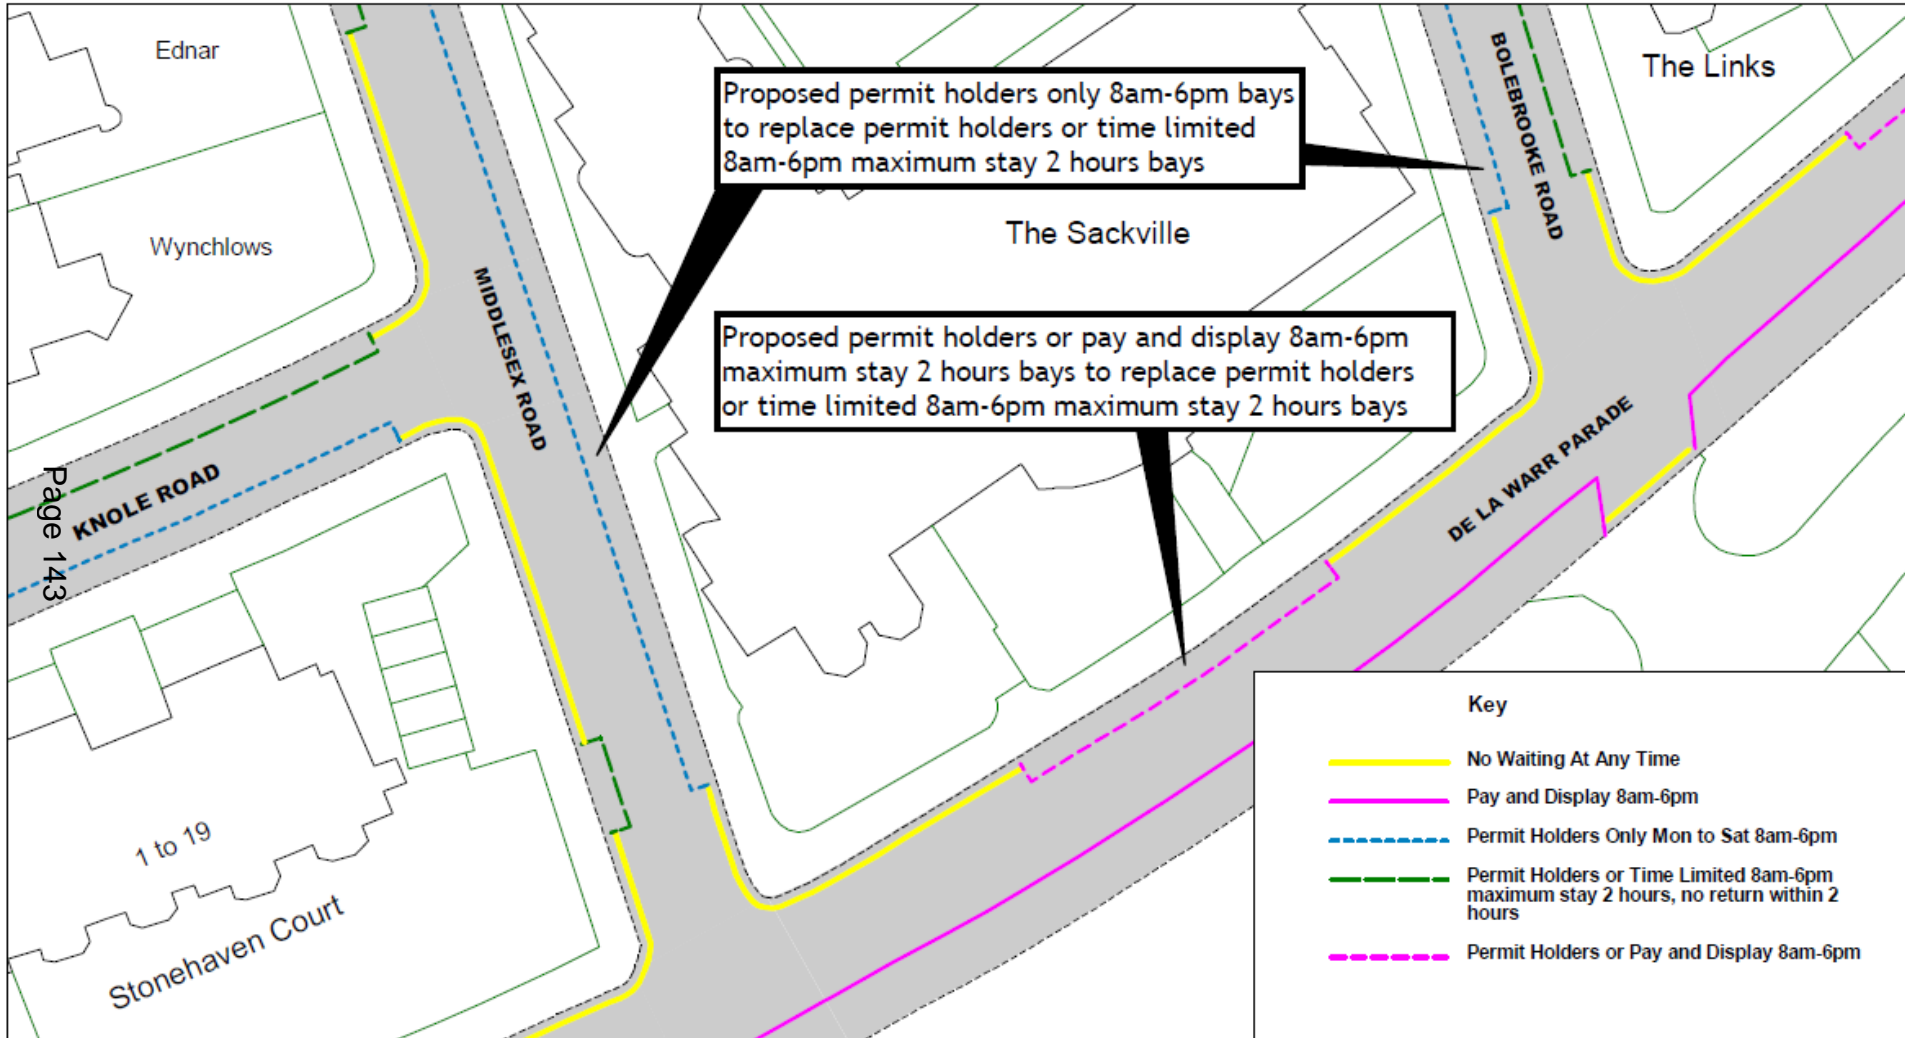 Ednar
Wynchlows
Proposed permit holders only 8am-6pm bays
to replace permit holders or time limited
8am-6pm maximum stay 2 hours bays
BOLEBROOKE ROAD
The Links
The Sackville
MIDDLESEX ROAD
Proposed permit holders or pay and display 8am-6pm
maximum stay 2 hours bays to replace permit holders
or time limited 8am-6pm maximum stay 2 hours bays
DE LA WARR PARADE
KNOLE ROAD
Page 143
1 to 19
Stonehaven Court
Key
No Waiting At Any Time
Pay and Display 8am-6pm
Permit Holders Only Mon to Sat 8am-6pm
Permit Holders or Time Limited 8am-6pm
maximum stay 2 hours, no return within 2
hours
Permit Holders or Pay and Display 8am-6pm